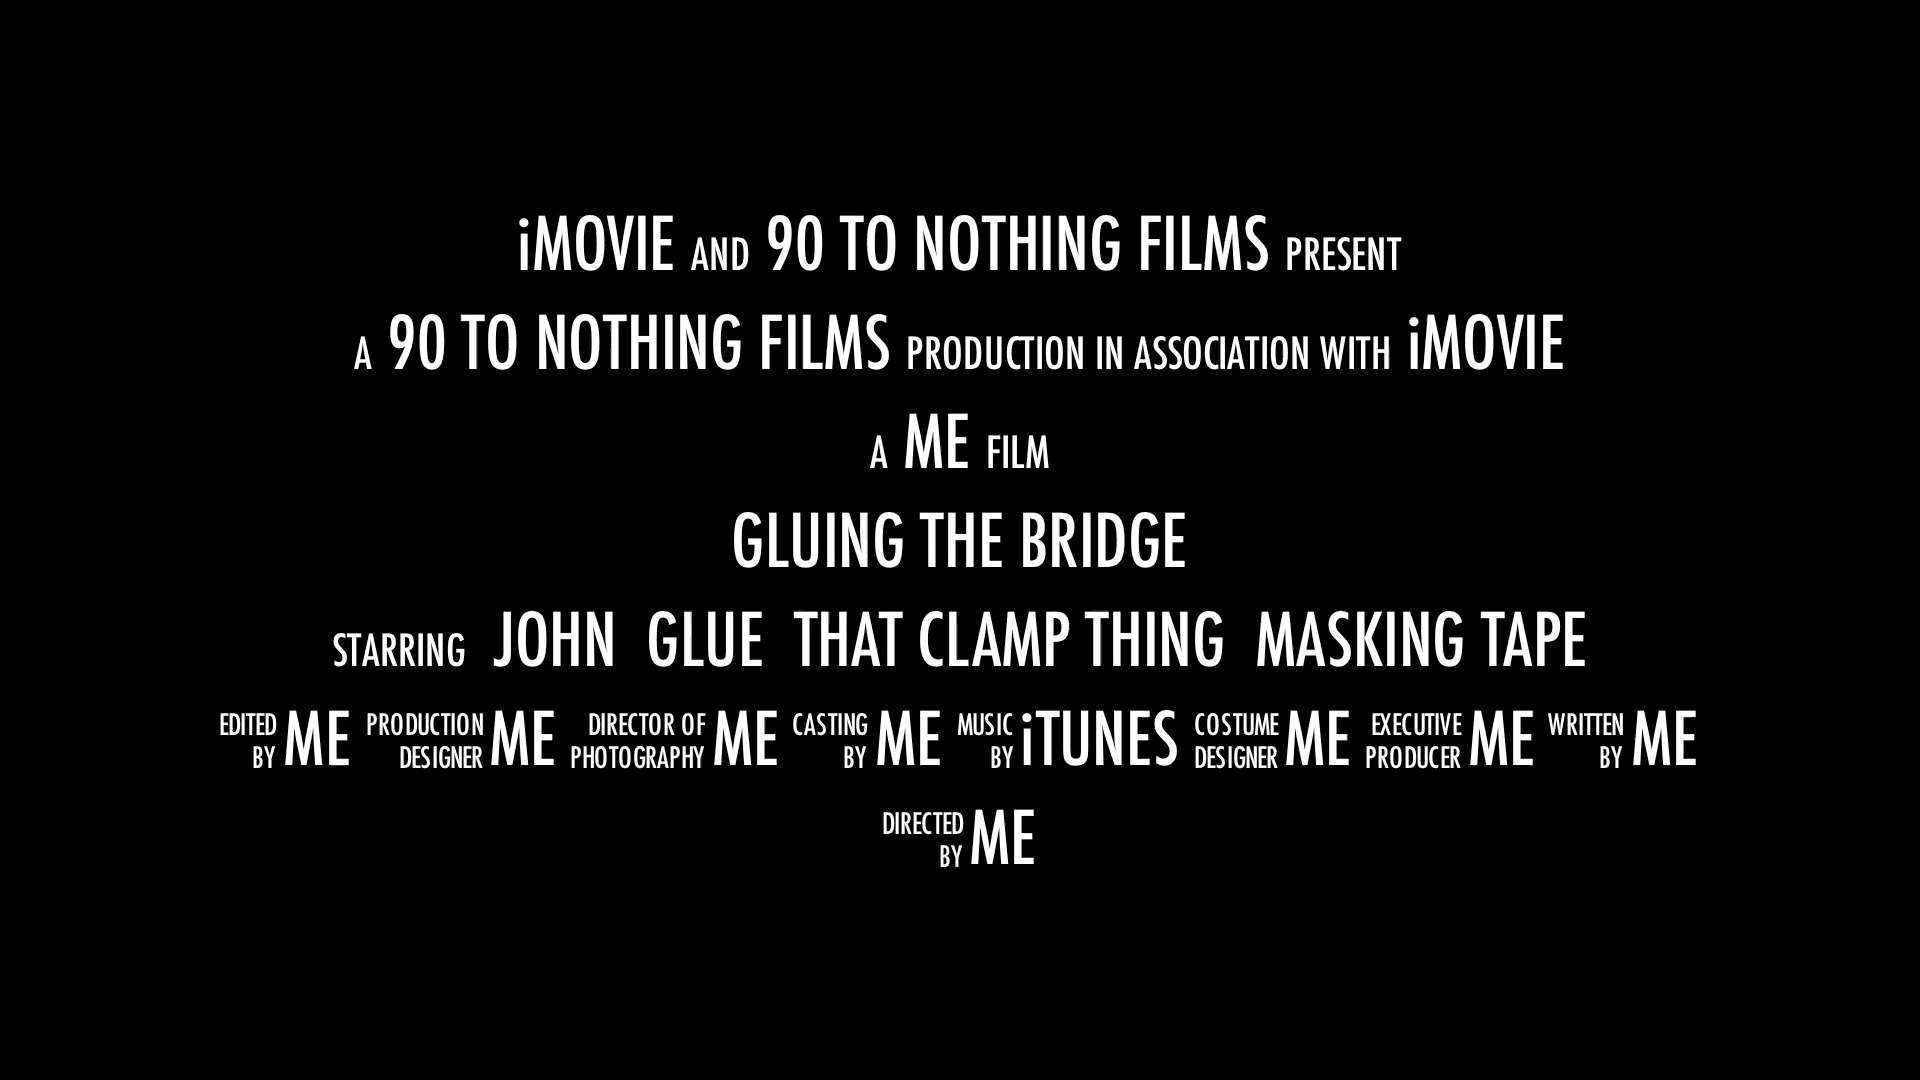 iMOVIE AND 90 TO NOTHING FILMS PRESENT
A 90 TO NOTHING FILMS PRODUCTION IN ASSOCIATION WITH iMOVIE
A ME FILM
GLUING THE BRIDGE
STARRING JOHN GLUE THAT CLAMP THING MASKING TAPE
EDITED BY ME PRODUCTION DESIGNER ME DIRECTOR OF PHOTOGRAPHY ME CASTING BY ME MUSIC BY iTUNES COSTUME DESIGNER ME EXECUTIVE PRODUCER ME WRITTEN BY ME
DIRECTED BY ME